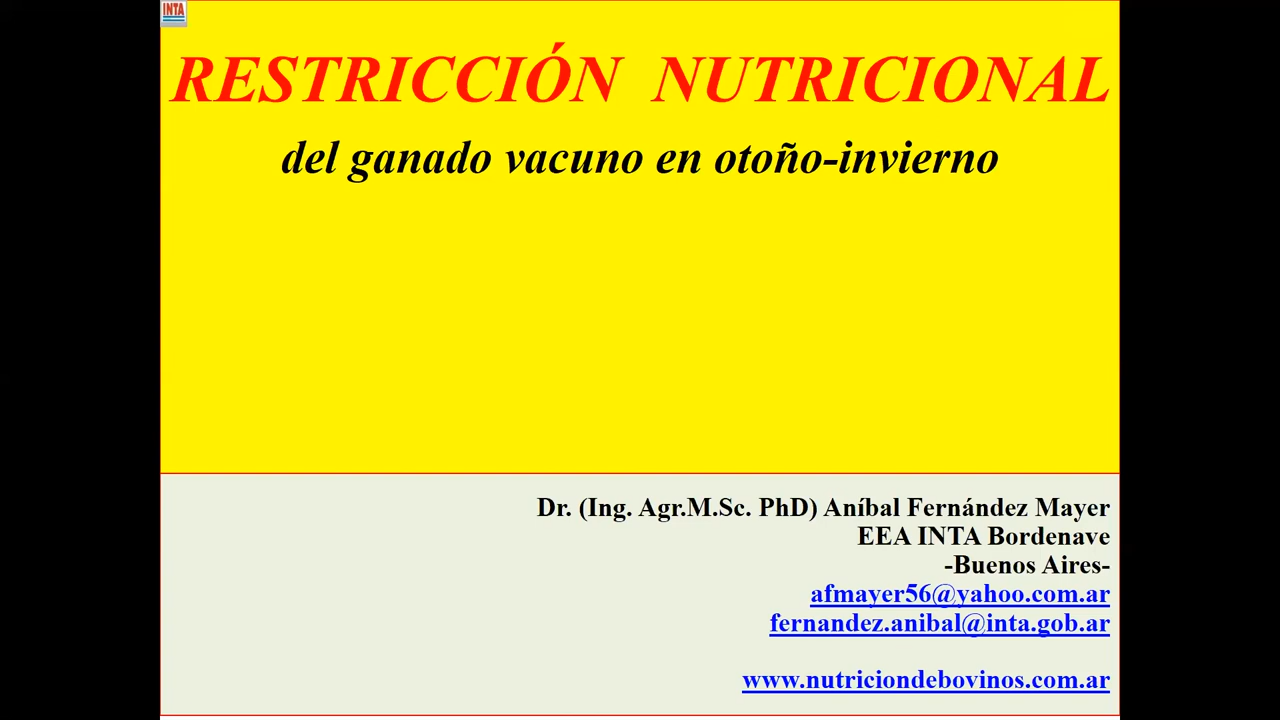 INTA
RESTRICCIÓN NUTRICIONAL
del ganado vacuno en otoño-invierno
Dr. (Ing. Agr.M.Sc. PhD) Aníbal Fernández Mayer
EEA INTA Bordenave
-Buenos Aires-
afmayer56@yahoo.com.ar
fernandez.anibal@inta.gob.ar
www.nutriciondebovinos.com.ar